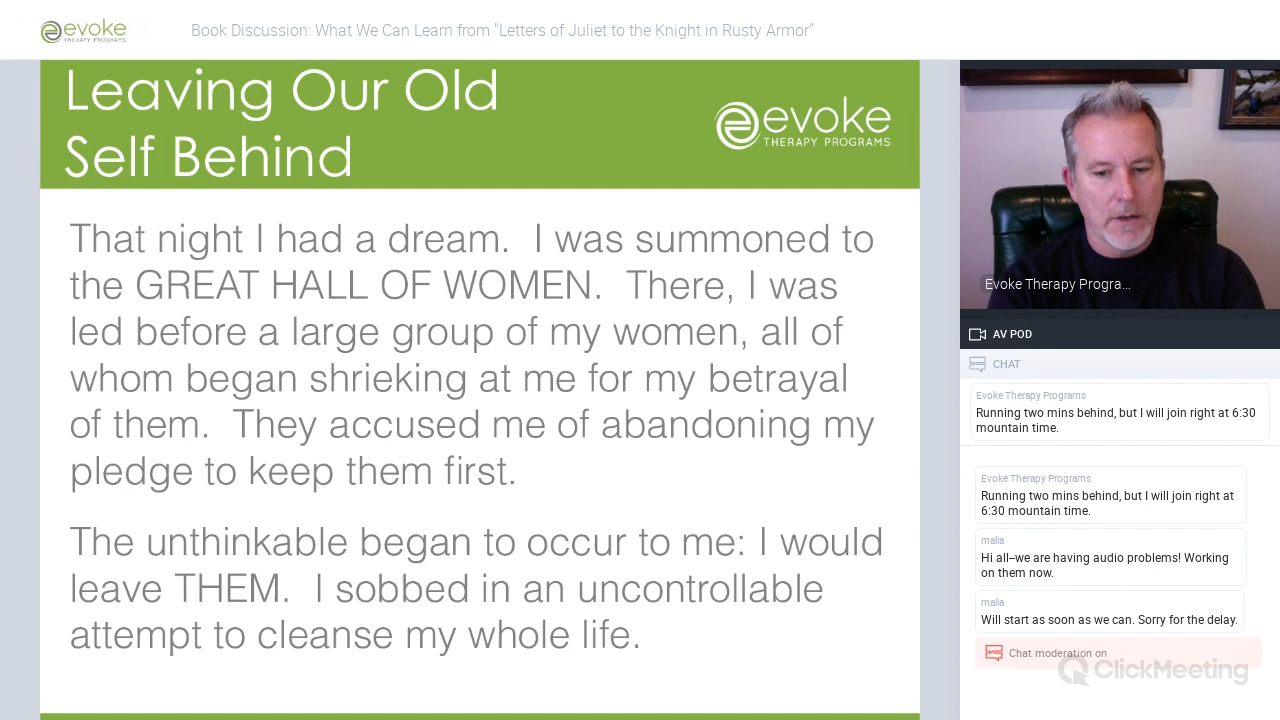 evoke
THERAPY PROGRAMS
Book Discussion: What We Can Learn from "Letters of Juliet to the Knight in Rusty Armor"
Leaving Our Old
Self Behind
evoke
THERAPY PROGRAMS
That night I had a dream.  I was summoned to
the GREAT HALL OF WOMEN.  There, I was
led before a large group of my women, all of
whom began shrieking at me for my betrayal
of them.  They accused me of abandoning my
pledge to keep them first.
The unthinkable began to occur to me: I would
leave THEM.  I sobbed in an uncontrollable
attempt to cleanse my whole life.
Evoke Therapy Progra...
AV POD
CHAT
Evoke Therapy Programs
Running two mins behind, but I will join right at 6:30
mountain time.
Evoke Therapy Programs
Running two mins behind, but I will join right at
6:30 mountain time.
malia
Hi all--we are having audio problems! Working
on them now.
malia
Will start as soon as we can. Sorry for the delay.
Chat moderation on
ClickMeeting